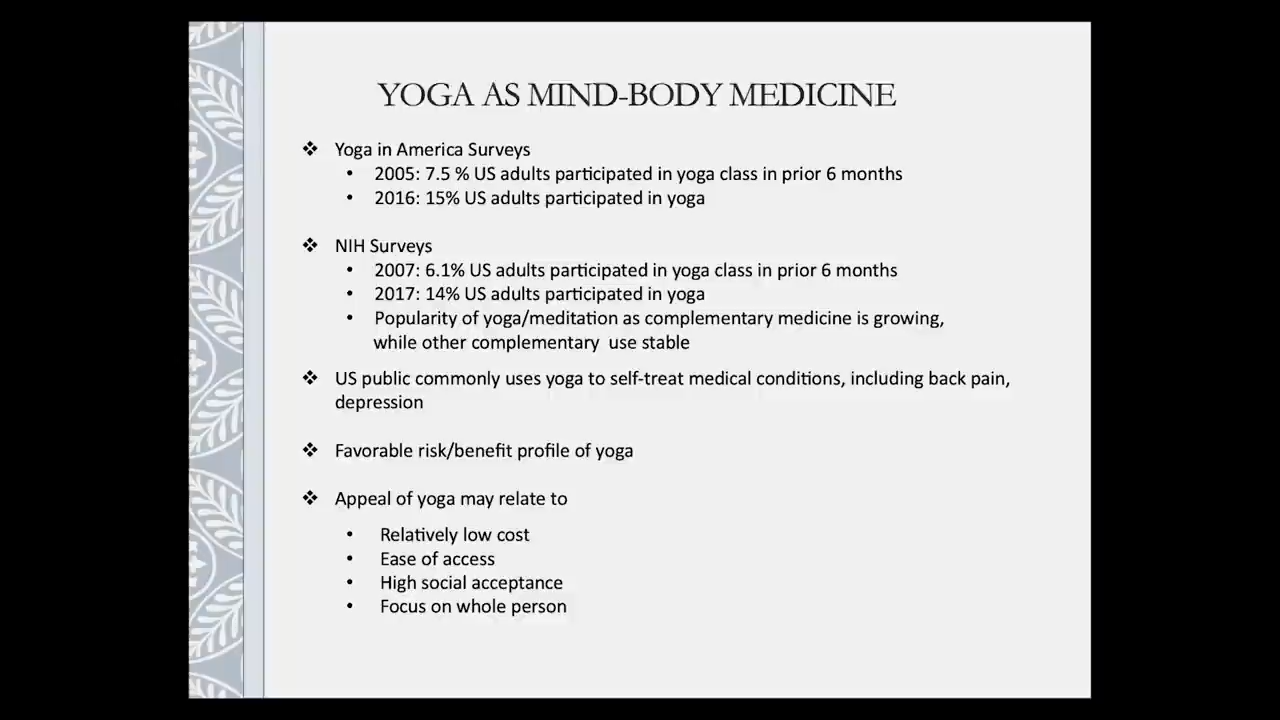 YOGA AS MIND-BODY MEDICINE
❖ Yoga in America Surveys
• 2005: 7.5 % US adults participated in yoga class in prior 6 months
• 2016: 15% US adults participated in yoga
❖ NIH Surveys
• 2007: 6.1% US adults participated in yoga class in prior 6 months
• 2017: 14% US adults participated in yoga
• Popularity of yoga/meditation as complementary medicine is growing,
while other complementary  use stable
❖ US public commonly uses yoga to self-treat medical conditions, including back pain,
depression
❖ Favorable risk/benefit profile of yoga
❖ Appeal of yoga may relate to
• Relatively low cost
• Ease of access
• High social acceptance
• Focus on whole person